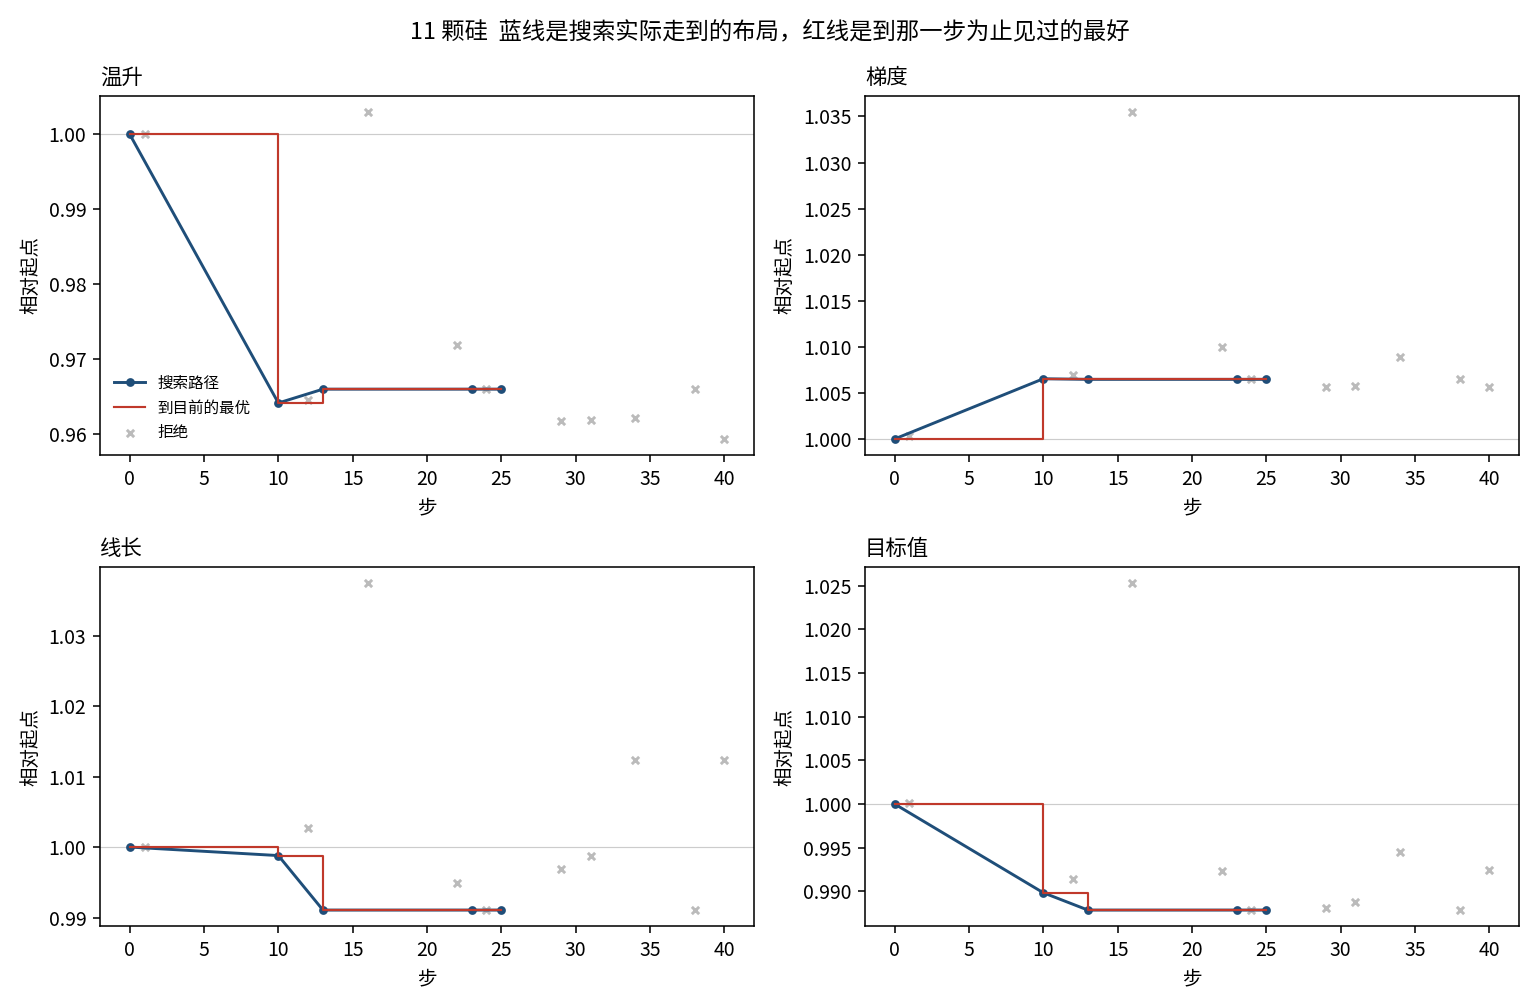 11 颗硅 蓝线是搜索实际走到的布局，红线是到那一步为止见过的最好
温升
相对起点
1.00
0.99
0.98
0.97
0.96
搜索路径
到目前的最优
拒绝
0 5 10 15 20 25 30 35 40
步
梯度
相对起点
1.035
1.030
1.025
1.020
1.015
1.010
1.005
1.000
0 5 10 15 20 25 30 35 40
步
线长
相对起点
1.03
1.02
1.01
1.00
0.99
0 5 10 15 20 25 30 35 40
步
目标值
相对起点
1.025
1.020
1.015
1.010
1.005
1.000
0.995
0.990
0 5 10 15 20 25 30 35 40
步